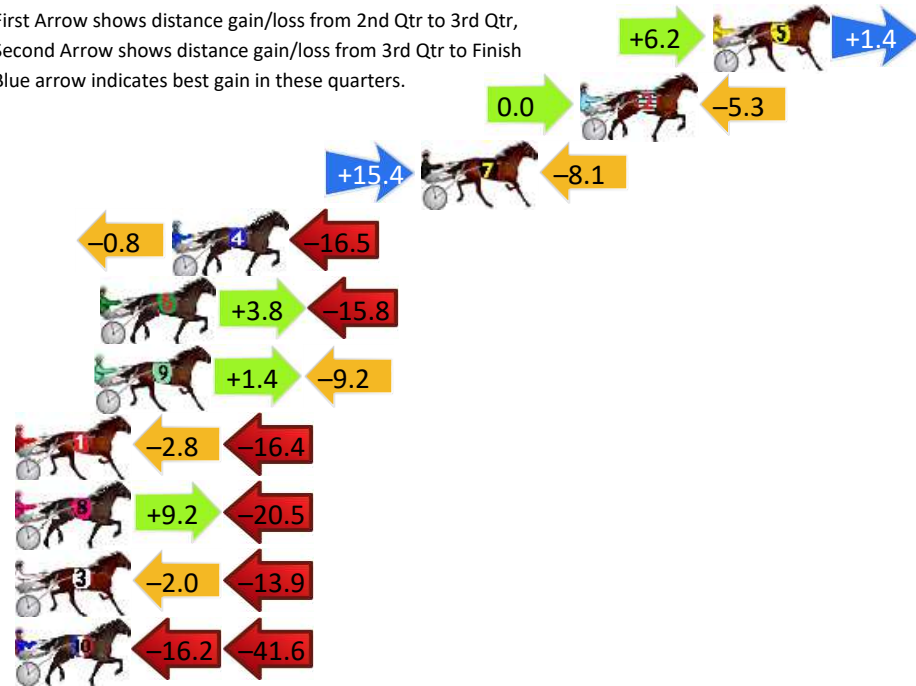 First Arrow shows distance gain/loss from 2nd Qtr to 3rd Qtr,
Second Arrow shows distance gain/loss from 3rd Qtr to Finish
Blue arrow indicates best gain in these quarters.
+6.2 5 +1.4
0.0 2 −5.3
+15.4 7 −8.1
−0.8 4 −16.5
6 +3.8 −15.8
9 +1.4 −9.2
1 −2.8 −16.4
8 +9.2 −20.5
3 −2.0 −13.9
10 −16.2 −41.6